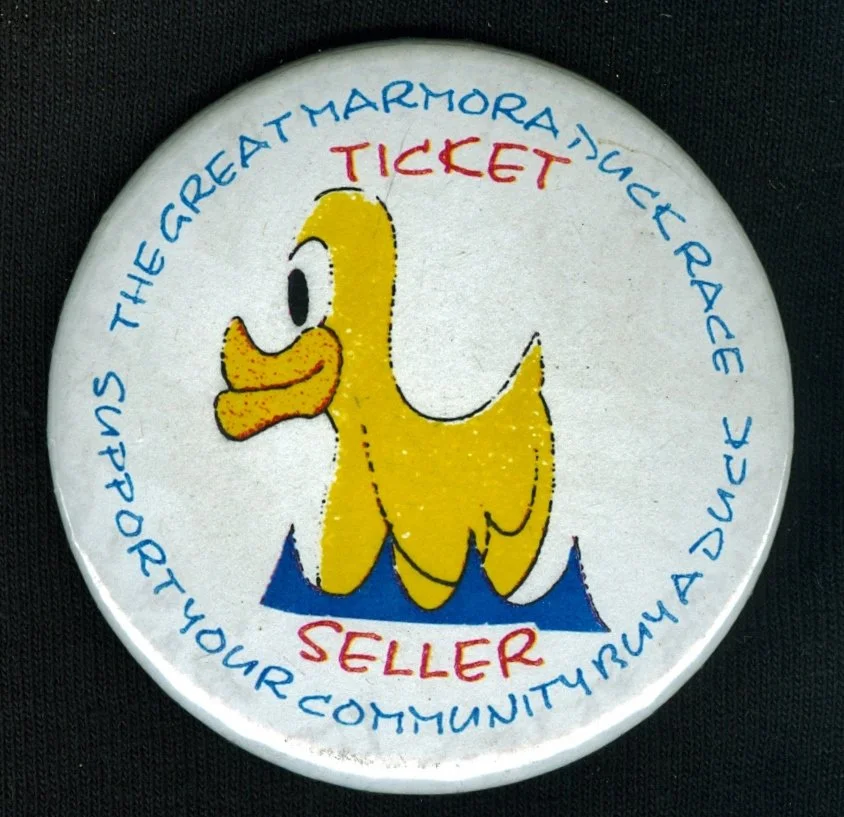 THE GREAT MARMORA DUCK RACE
TICKET
SELLER
SUPPORT YOUR COMMUNITY BUY A DUCK